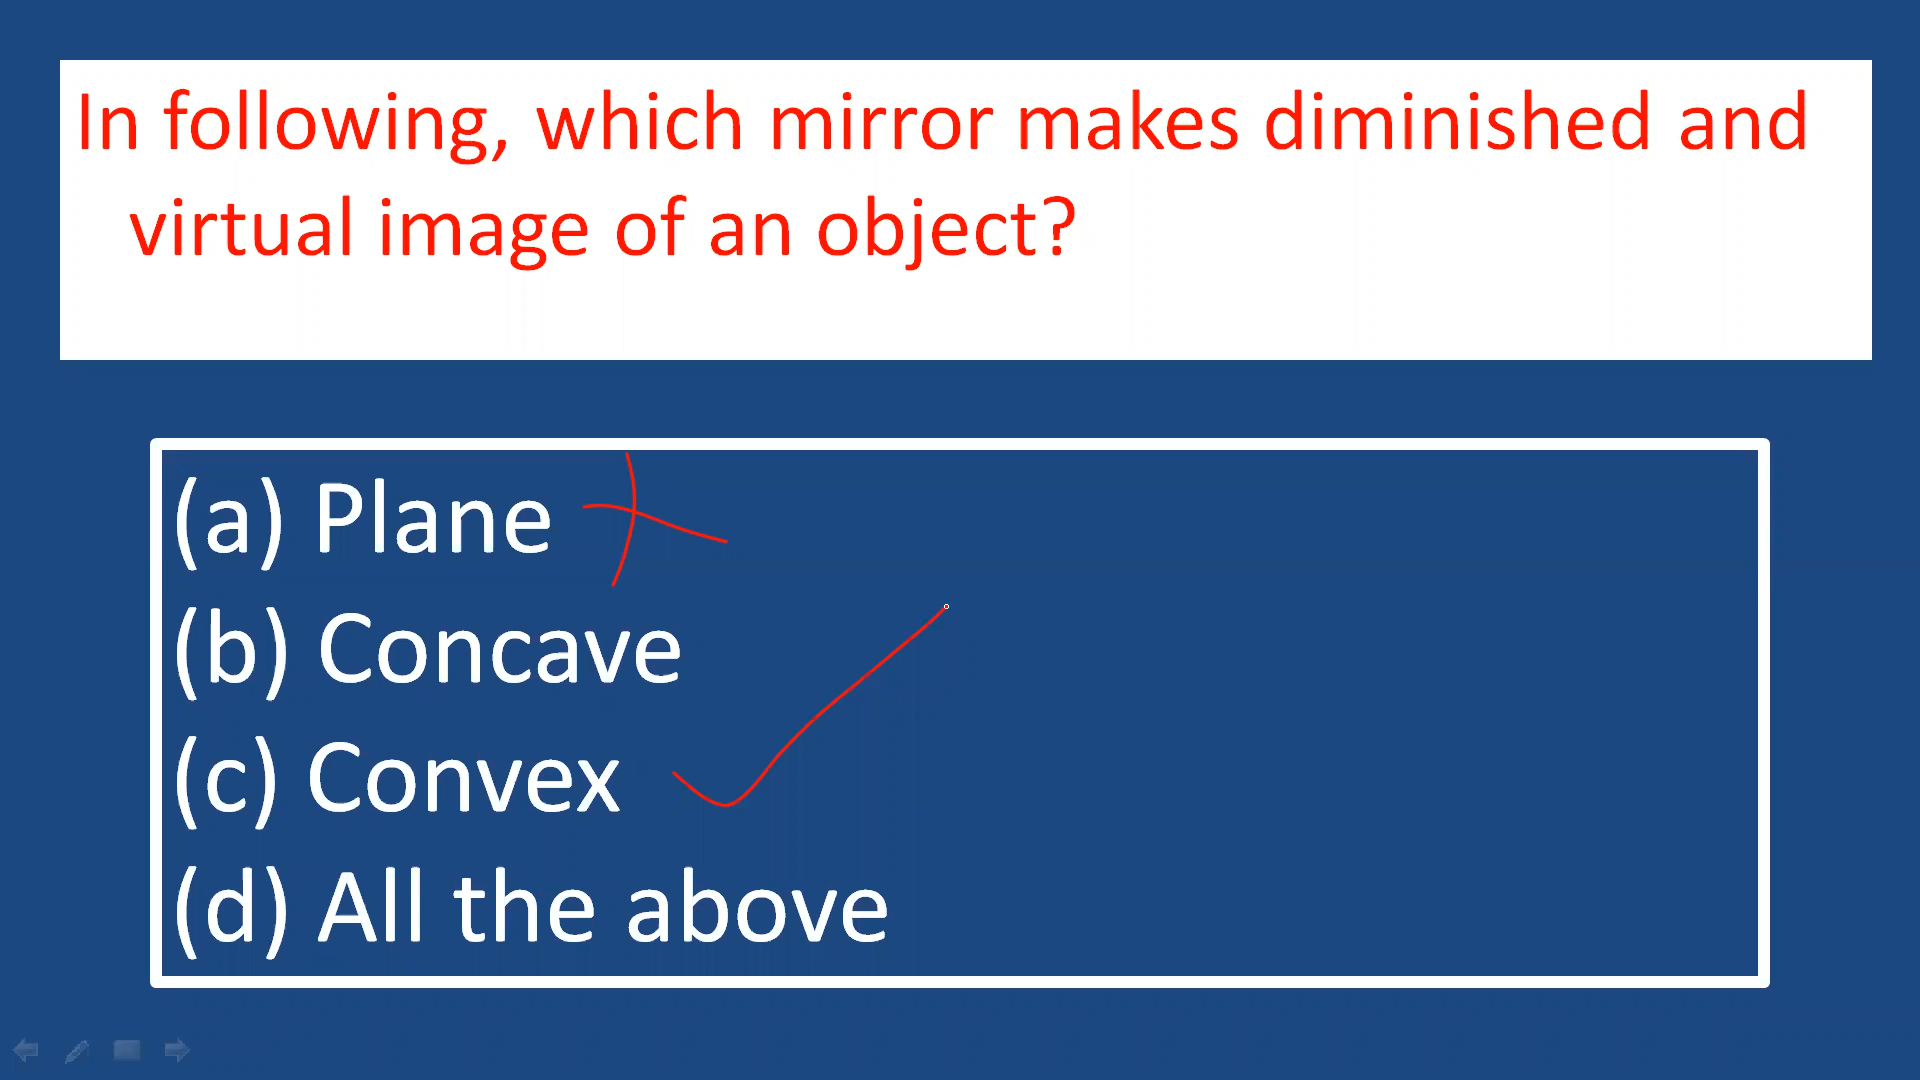 In following, which mirror makes diminished and
virtual image of an object?
(a) Plane
(b) Concave
(c) Convex
(d) All the above